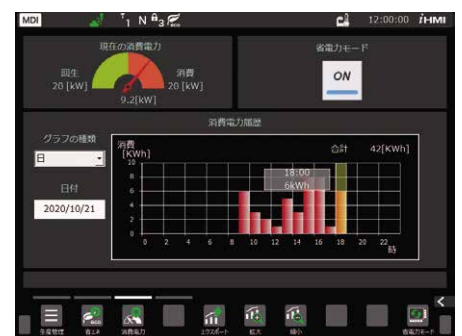 MDI
T1 N B3
eco
12:00:00 iHMI
現在の消費電力
回生
20 [kW]
消費
20 [kW]
9.2[kW]
省電力モード
ON
消費電力履歴
グラフの種類
日
日付
2020/10/21
消費
[KWh]
合計 42[KWh]
10
8
6
4
2
0
18:00
6kWh
0 2 4 6 8 10 12 14 16 18 20 22
時
生産管理 省エネ 消費電力 エクスポート 拡大 縮小 省電力モード